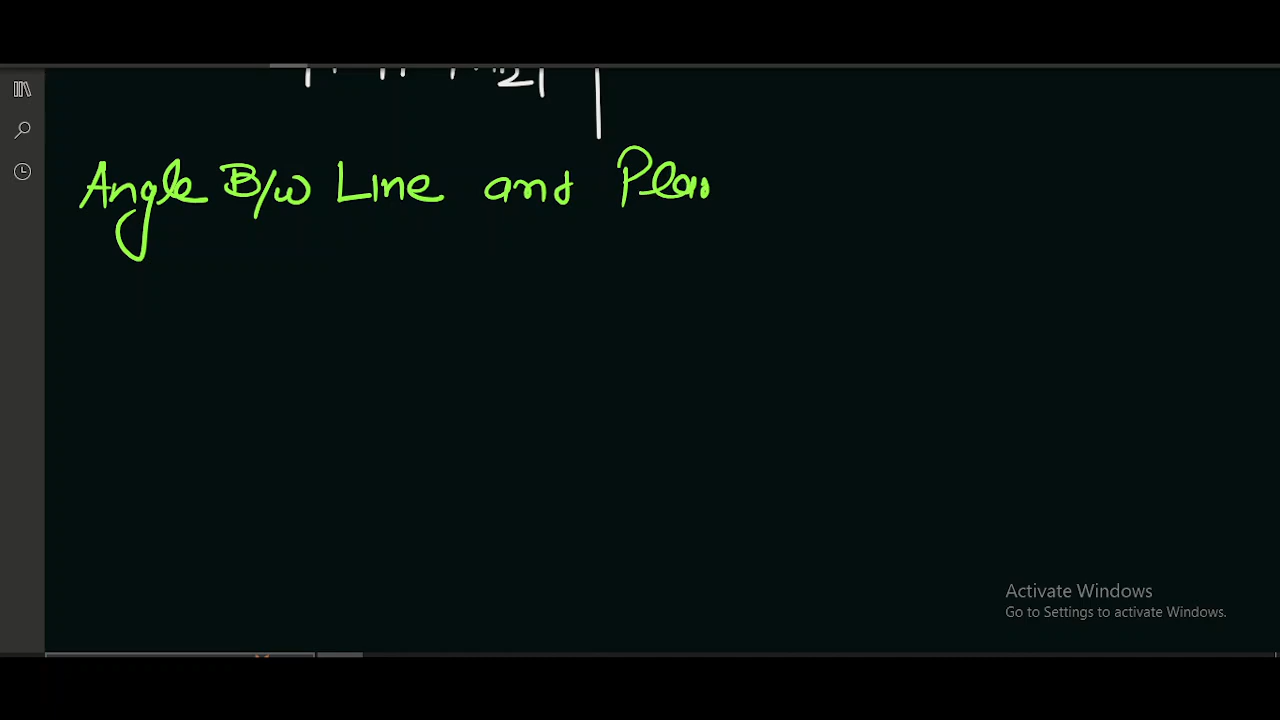 Angle B/w Line and Plan
Activate Windows
Go to Settings to activate Windows.